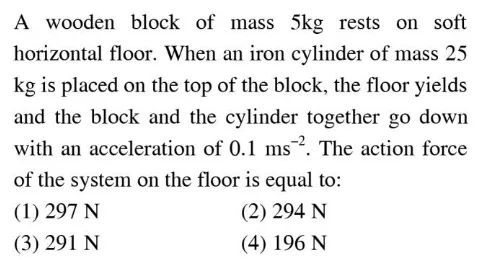 A wooden block of mass 5kg rests on soft
horizontal floor. When an iron cylinder of mass 25
kg is placed on the top of the block, the floor yields
and the block and the cylinder together go down
with an acceleration of 0.1 ms⁻². The action force
of the system on the floor is equal to:
(1) 297 N (2) 294 N
(3) 291 N (4) 196 N